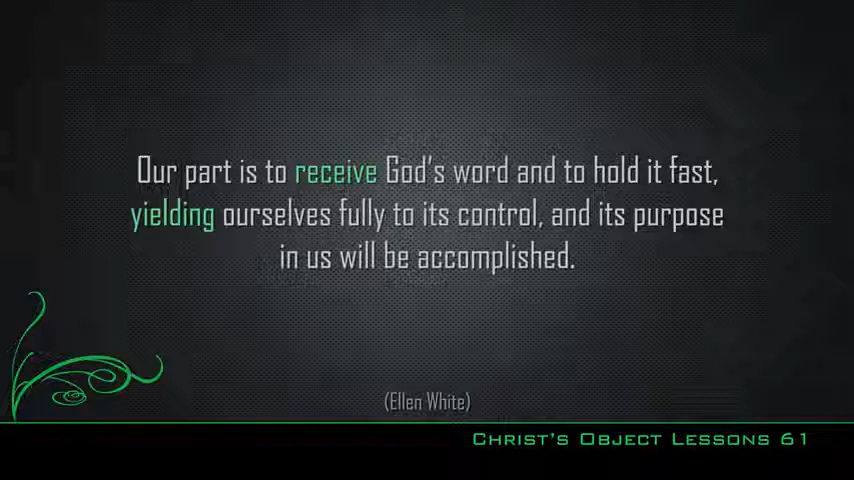 Our part is to receive God's word and to hold it fast,
yielding ourselves fully to its control, and its purpose
in us will be accomplished.
(Ellen White)
Christ's Object Lessons 61